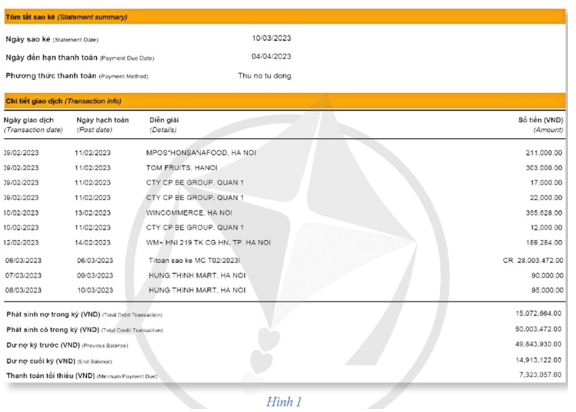 Tóm tắt sao kê (Statement summary)
Ngày sao kê (Statement Date) 10/03/2023
Ngày đến hạn thanh toán (Payment Due Date) 04/04/2023
Phương thức thanh toán (Payment Method) Thu no tu dong
Chi tiết giao dịch (Transaction info)
Ngày giao dịch Ngày hạch toán Diễn giải Số tiền (VND)
(Transaction date) (Post date) (Details) (Amount)
09/02/2023 11/02/2023 MPOS*HONSANAFOOD, HA NOI 211,000.00
09/02/2023 11/02/2023 TOM FRUITS, HANOI 303,000.00
09/02/2023 11/02/2023 CTY CP BE GROUP, QUAN 1 17,000.00
09/02/2023 11/02/2023 CTY CP BE GROUP, QUAN 1 22,000.00
10/02/2023 13/02/2023 WINCOMMERCE, HA NOI 355,628.00
10/02/2023 11/02/2023 CTY CP BE GROUP, QUAN 1 12,000.00
12/02/2023 14/02/2023 WM+ HNI 219 TK CG HN, TP. HA NOI 189,284.00
06/03/2023 06/03/2023 T/toan sao ke MC T02/2023l CR 28,003,472.00
07/03/2023 09/03/2023 HUNG THINH MART, HA NOI 90,000.00
08/03/2023 10/03/2023 HUNG THINH MART, HA NOI 95,000.00
Phát sinh nợ trong kỳ (VND) (Total Debit Transaction) 15,072,664.00
Phát sinh có trong kỳ (VND) (Total Credit Transaction) 50,003,472.00
Dư nợ kỳ trước (VND) (Previous Balance) 49,843,930.00
Dư nợ cuối kỳ (VND) (End Balance) 14,913,122.00
Thanh toán tối thiểu (VND) (Minimum Payment Due) 7,323,057.00
Hình 1